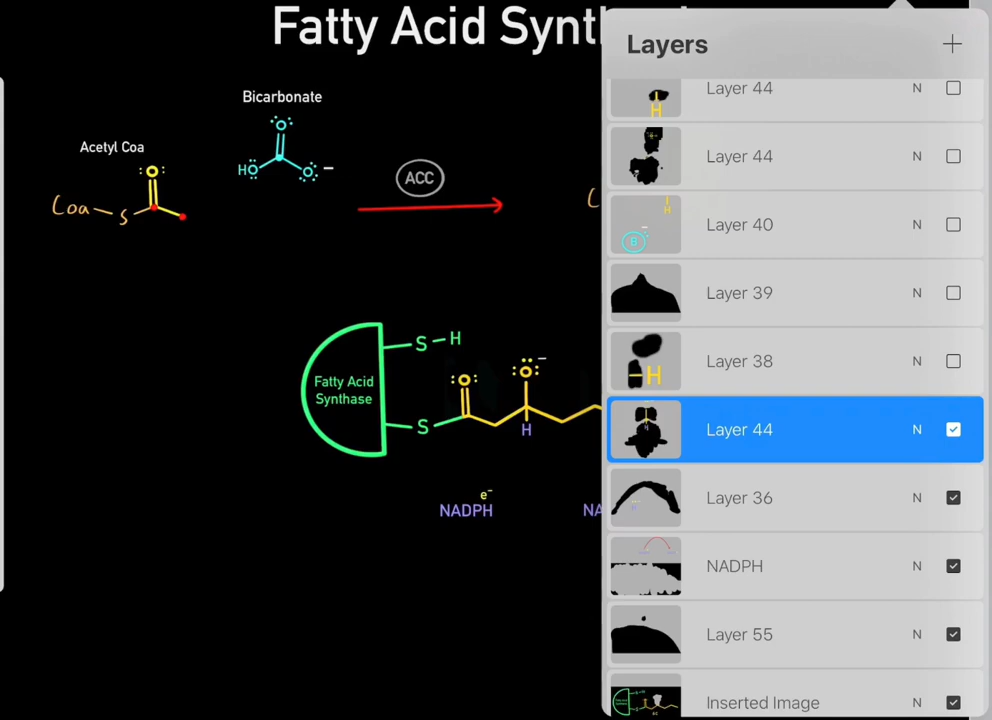 Fatty Acid Synt
Layers
Bicarbonate
Acetyl Coa
O
HO
O
−
Coa
S
O
ACC
C
Fatty Acid
Synthase
S
H
O
O
−
S
H
e⁻
NADPH
NA
H
Layer 44
N
Layer 44
N
H
B
Layer 40
N
Layer 39
N
H
Layer 38
N
Layer 44
N
Layer 36
N
NADPH
N
Layer 55
N
Inserted Image
N